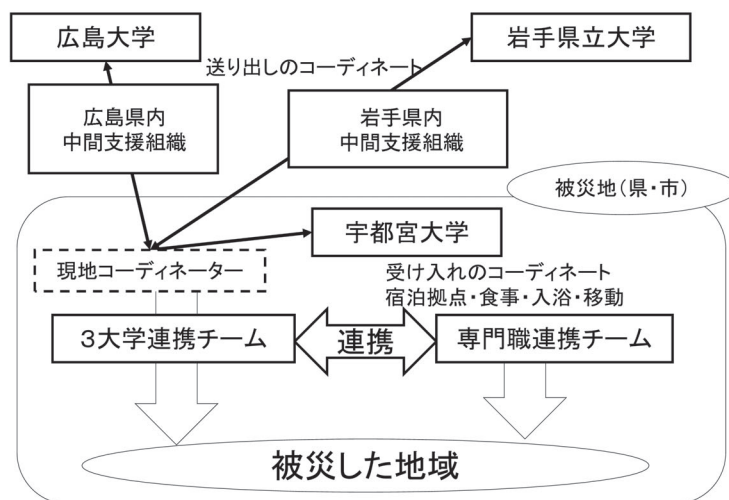 広島大学
岩手県立大学
送り出しのコーディネート
広島県内
中間支援組織
岩手県内
中間支援組織
被災地（県・市）
宇都宮大学
現地コーディネーター
受け入れのコーディネート
宿泊拠点・食事・入浴・移動
３大学連携チーム
連携
専門職連携チーム
被災した地域